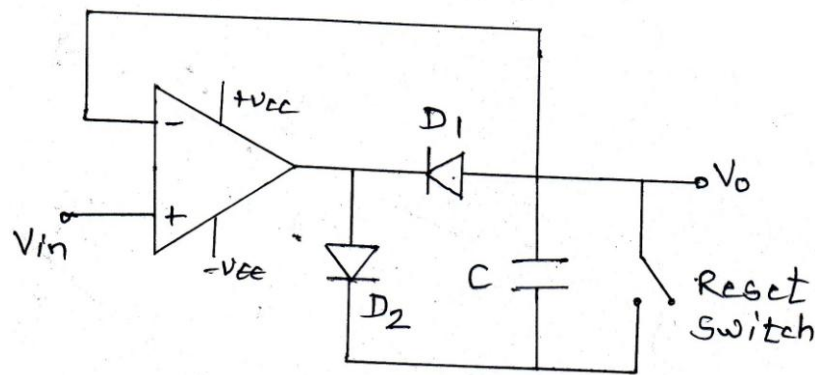 +VCC
-
+
Vin
-VEE
D1
D2
C
Vo
Reset
Switch